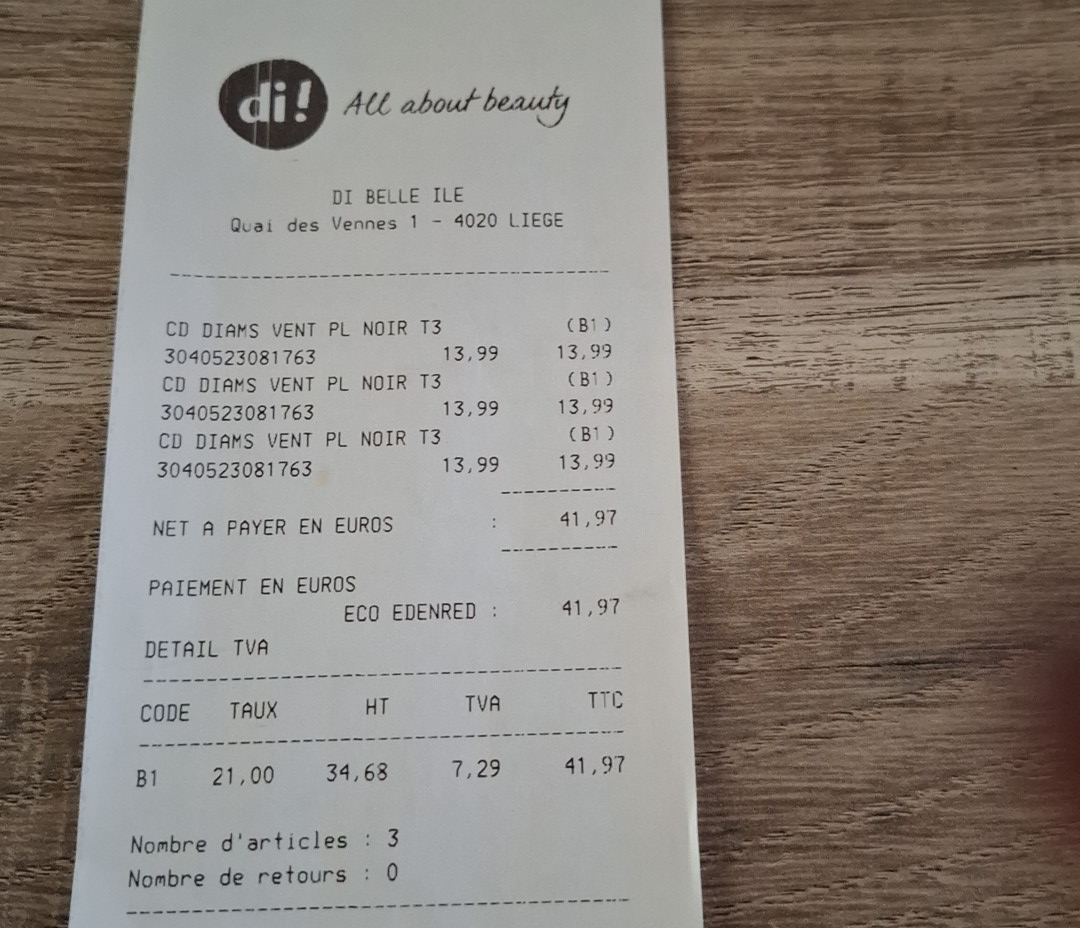 di! All about beauty
DI BELLE ILE
Quai des Vennes 1 - 4020 LIEGE
CD DIAMS VENT PL NOIR T3 (B1)
3040523081763 13,99 13,99
CD DIAMS VENT PL NOIR T3 (B1)
3040523081763 13,99 13,99
CD DIAMS VENT PL NOIR T3 (B1)
3040523081763 13,99 13,99
NET A PAYER EN EUROS : 41,97
PAIEMENT EN EUROS
ECO EDENRED : 41,97
DETAIL TVA
CODE TAUX HT TVA TTC
B1 21,00 34,68 7,29 41,97
Nombre d'articles : 3
Nombre de retours : 0